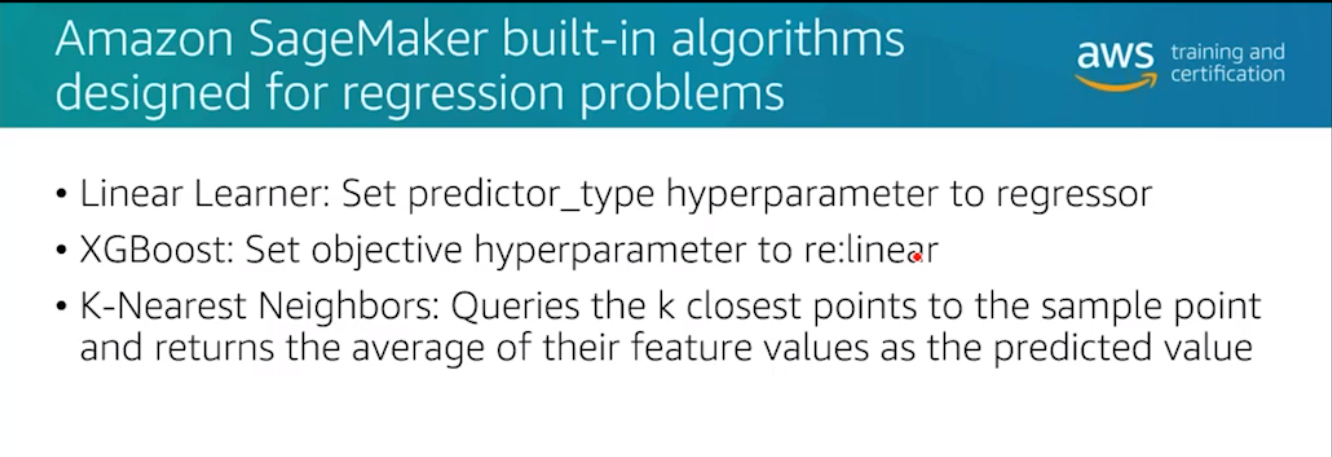 Amazon SageMaker built-in algorithms
designed for regression problems
aws training and
certification
• Linear Learner: Set predictor_type hyperparameter to regressor
• XGBoost: Set objective hyperparameter to re:linear
• K-Nearest Neighbors: Queries the k closest points to the sample point
and returns the average of their feature values as the predicted value